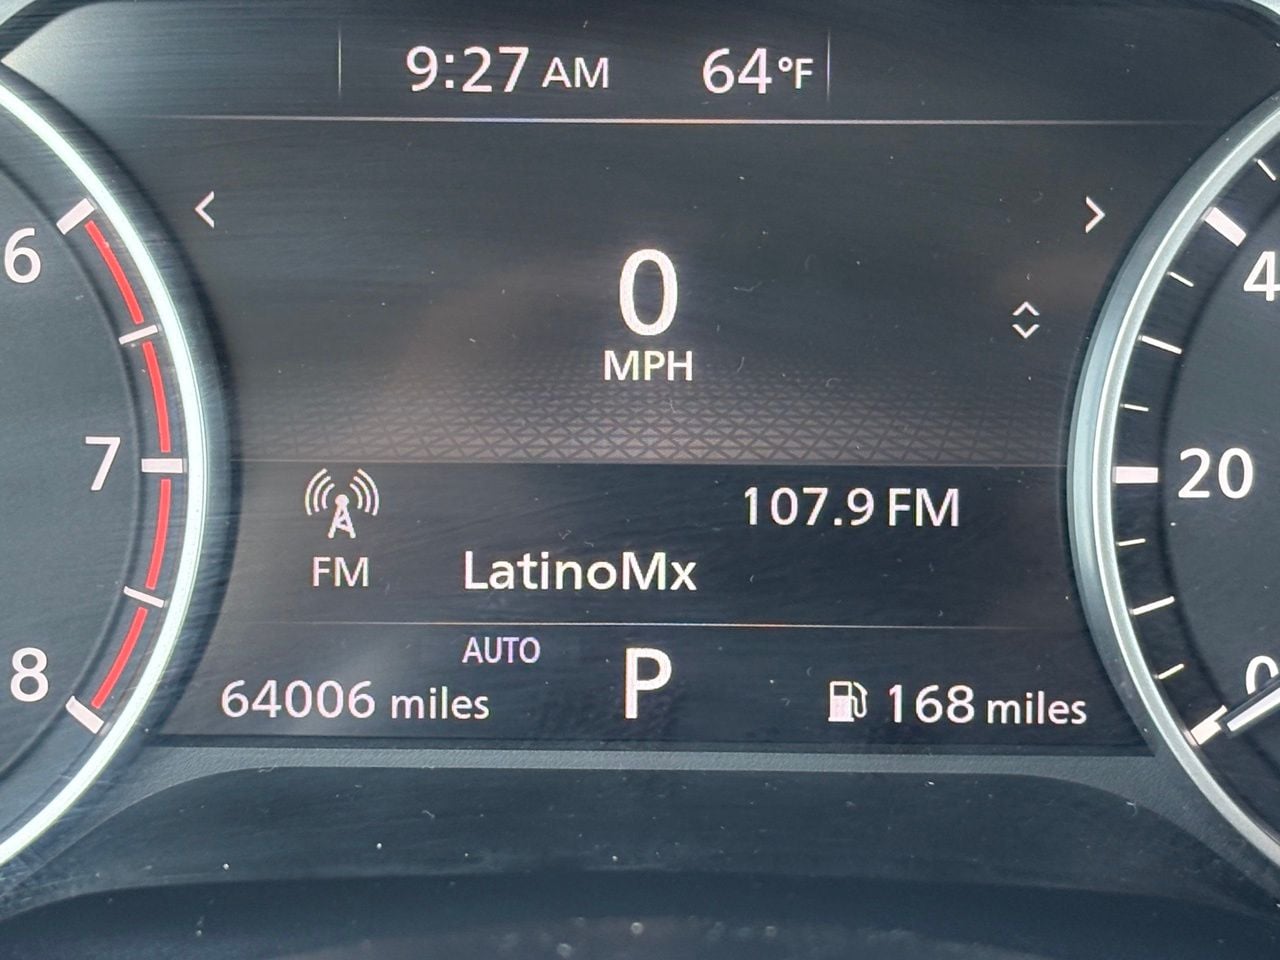 9:27 AM 64°F
<
>
6
4
0
MPH
7
20
FM
107.9 FM
LatinoMx
AUTO
8
P
0
64006 miles
168 miles